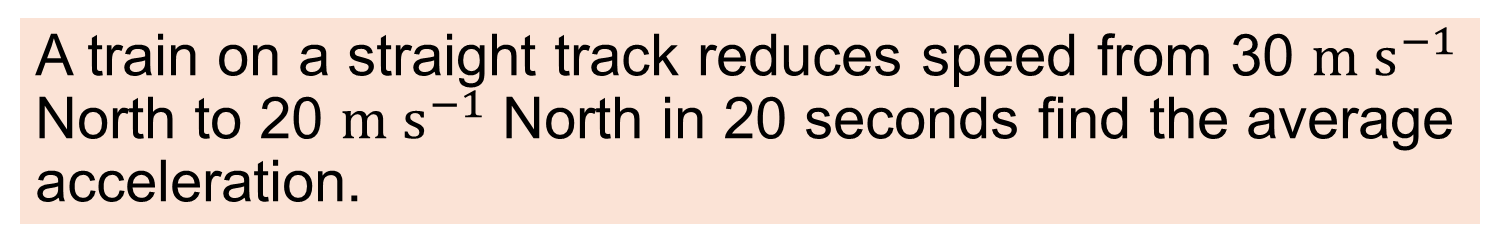 A train on a straight track reduces speed from 30 m s⁻¹
North to 20 m s⁻¹ North in 20 seconds find the average
acceleration.